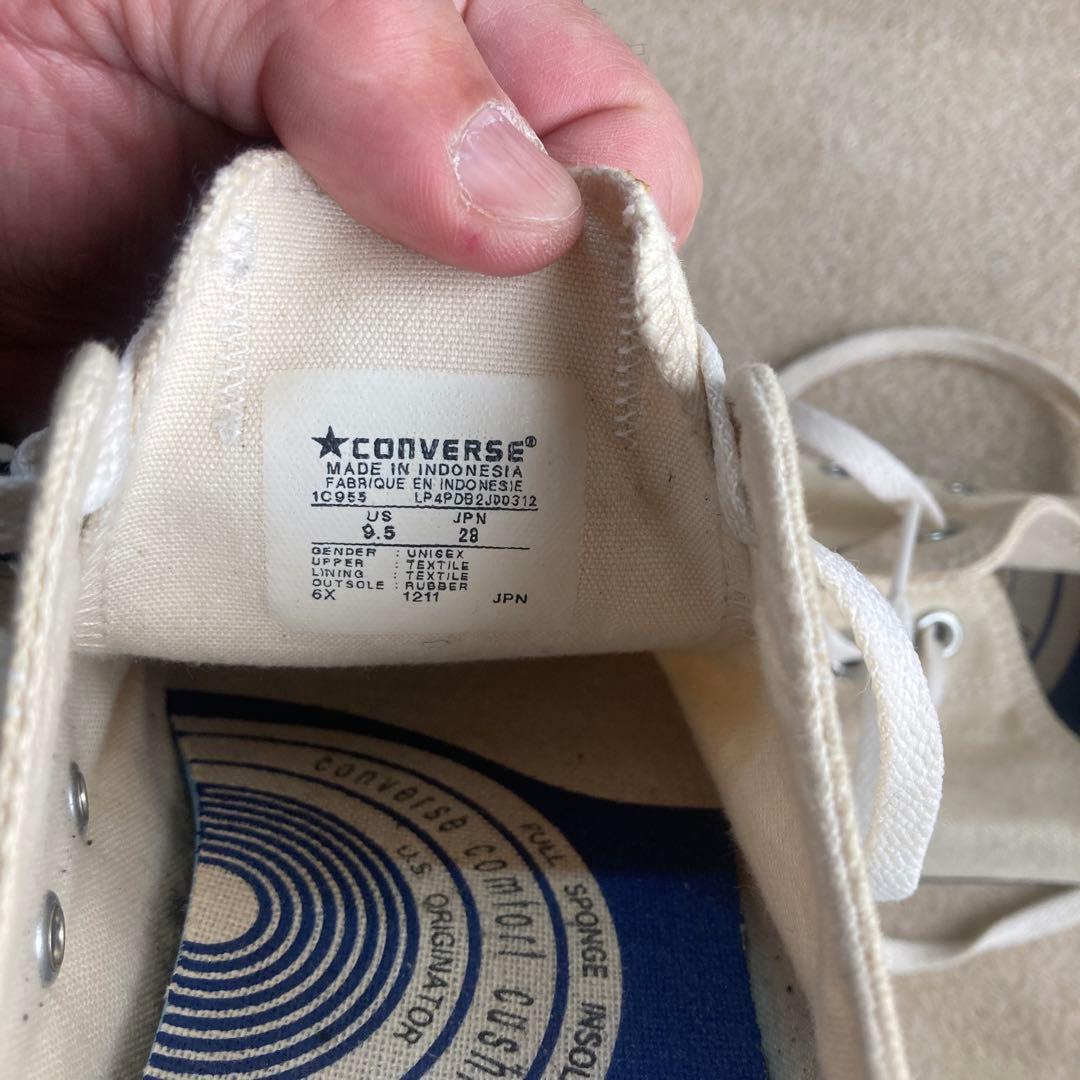 ★CONVERSE®
MADE IN INDONESIA
FABRIQUE EN INDONESIE
1C955 LP4PDB2JD0312
US JPN
9.5 28
GENDER : UNISEX
UPPER : TEXTILE
LINING : TEXTILE
OUTSOLE : RUBBER
6X 1211 JPN
converse comfort cush
FULL SPONGE INSOL
U.S ORIGINATOR